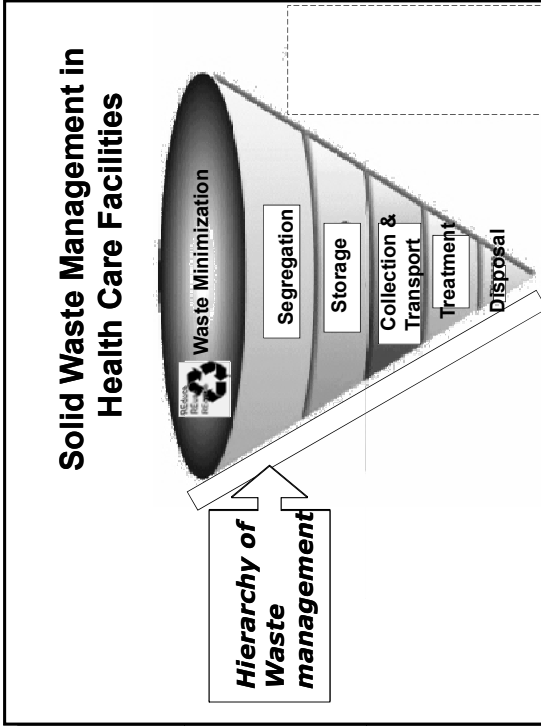 Solid Waste Management in
Health Care Facilities
REduce
Waste Minimization
Segregation
Storage
Collection &
Transport
Treatment
Disposal
Hierarchy of
Waste
management